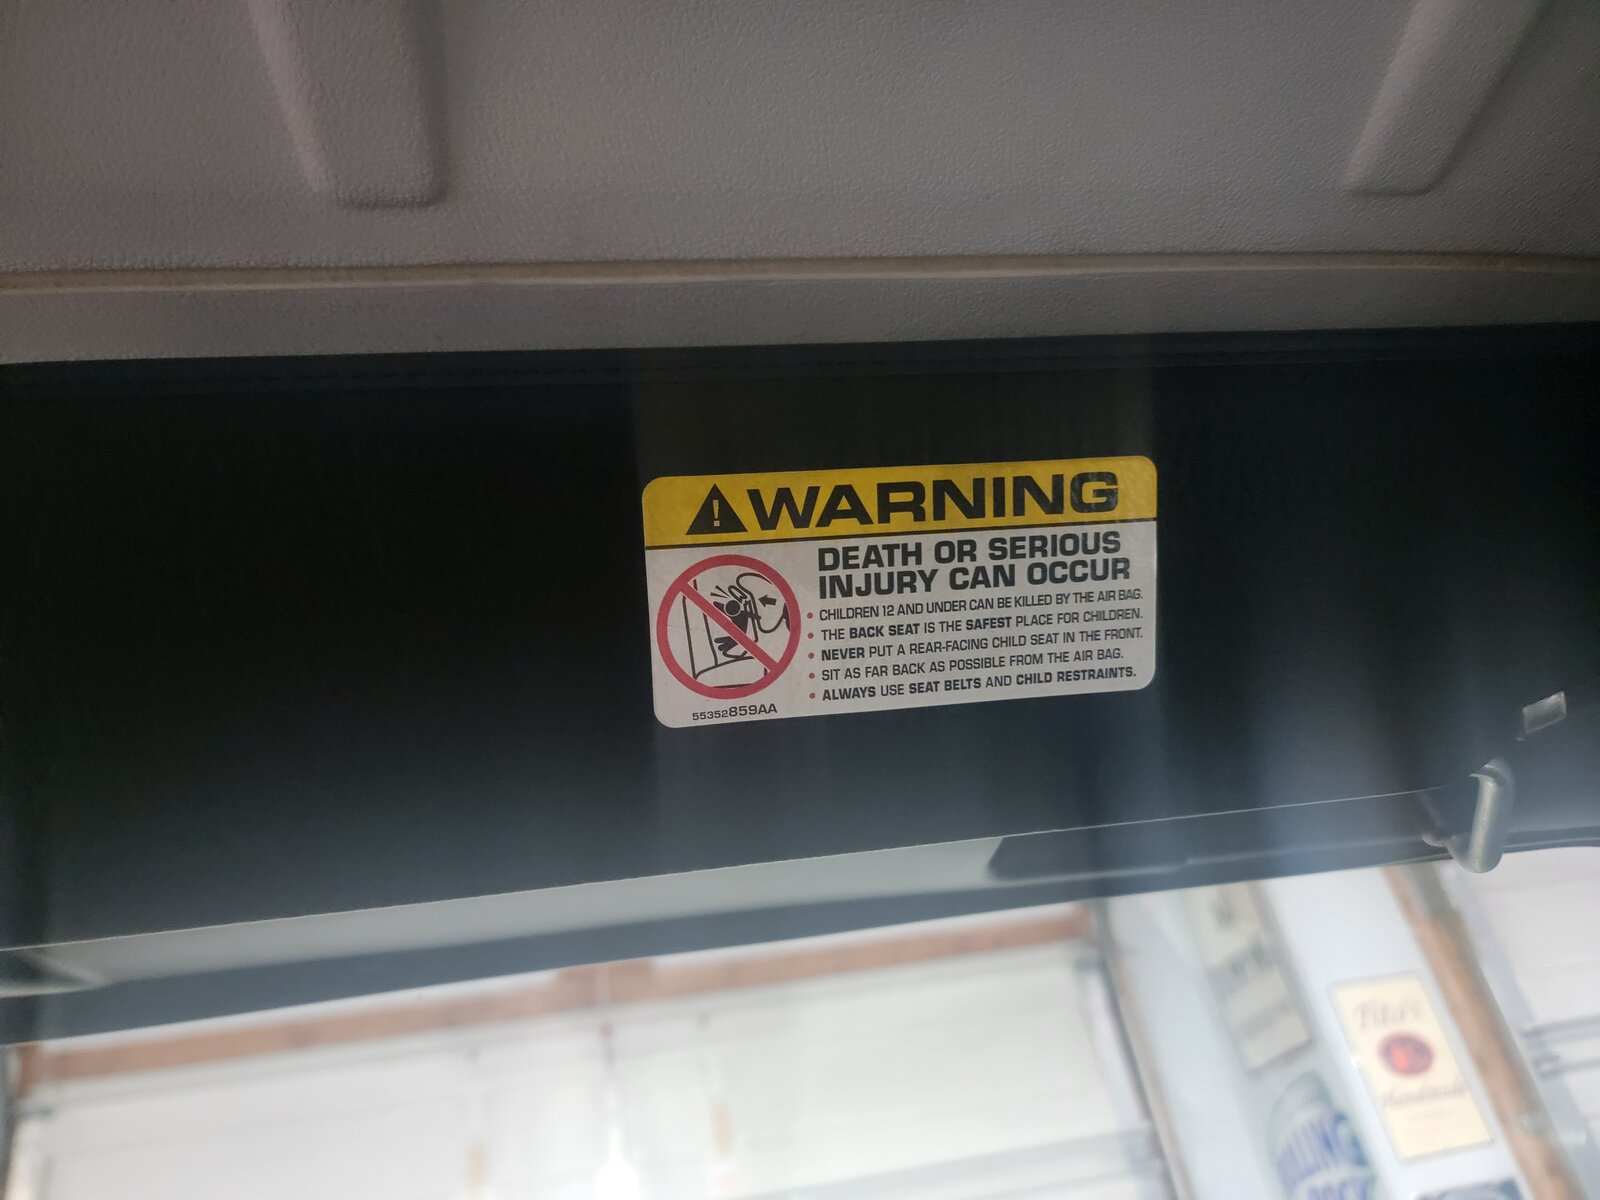 WARNING
DEATH OR SERIOUS
INJURY CAN OCCUR
• CHILDREN 12 AND UNDER CAN BE KILLED BY THE AIR BAG.
• THE BACK SEAT IS THE SAFEST PLACE FOR CHILDREN.
• NEVER PUT A REAR-FACING CHILD SEAT IN THE FRONT.
• SIT AS FAR BACK AS POSSIBLE FROM THE AIR BAG.
• ALWAYS USE SEAT BELTS AND CHILD RESTRAINTS.
55352859AA
Tito's
Handmade